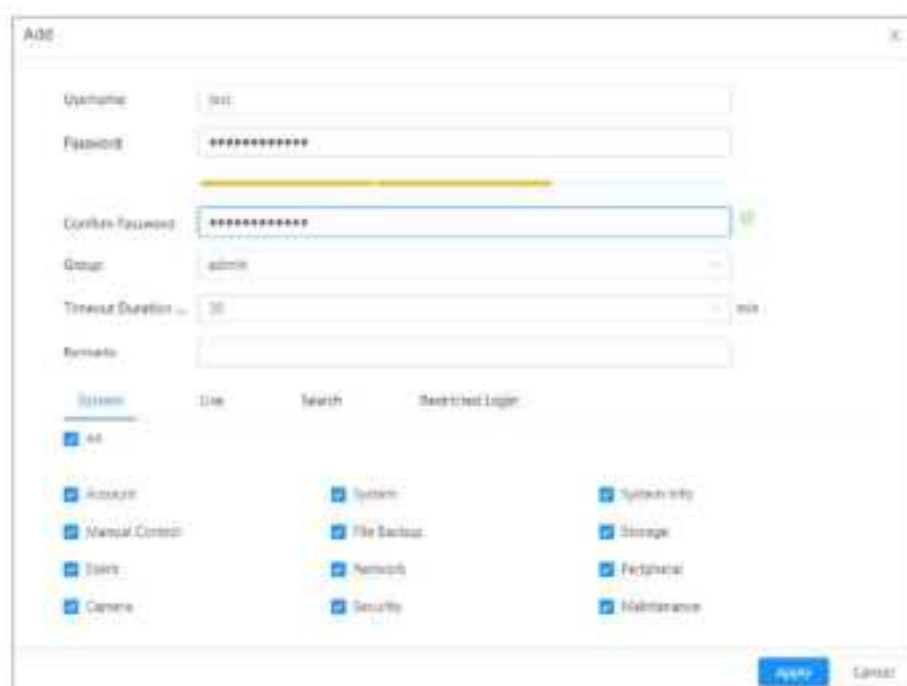 Add
Username test
Password ●●●●●●●●●●●●
Confirm Password ●●●●●●●●●●●●
Group admin
Timeout Duration ... 30 min
Remarks
System Live Search Restricted Login
All
Account System System Info
Manual Control File Backup Storage
Event Network Peripheral
Camera Security Maintenance
Apply Cancel